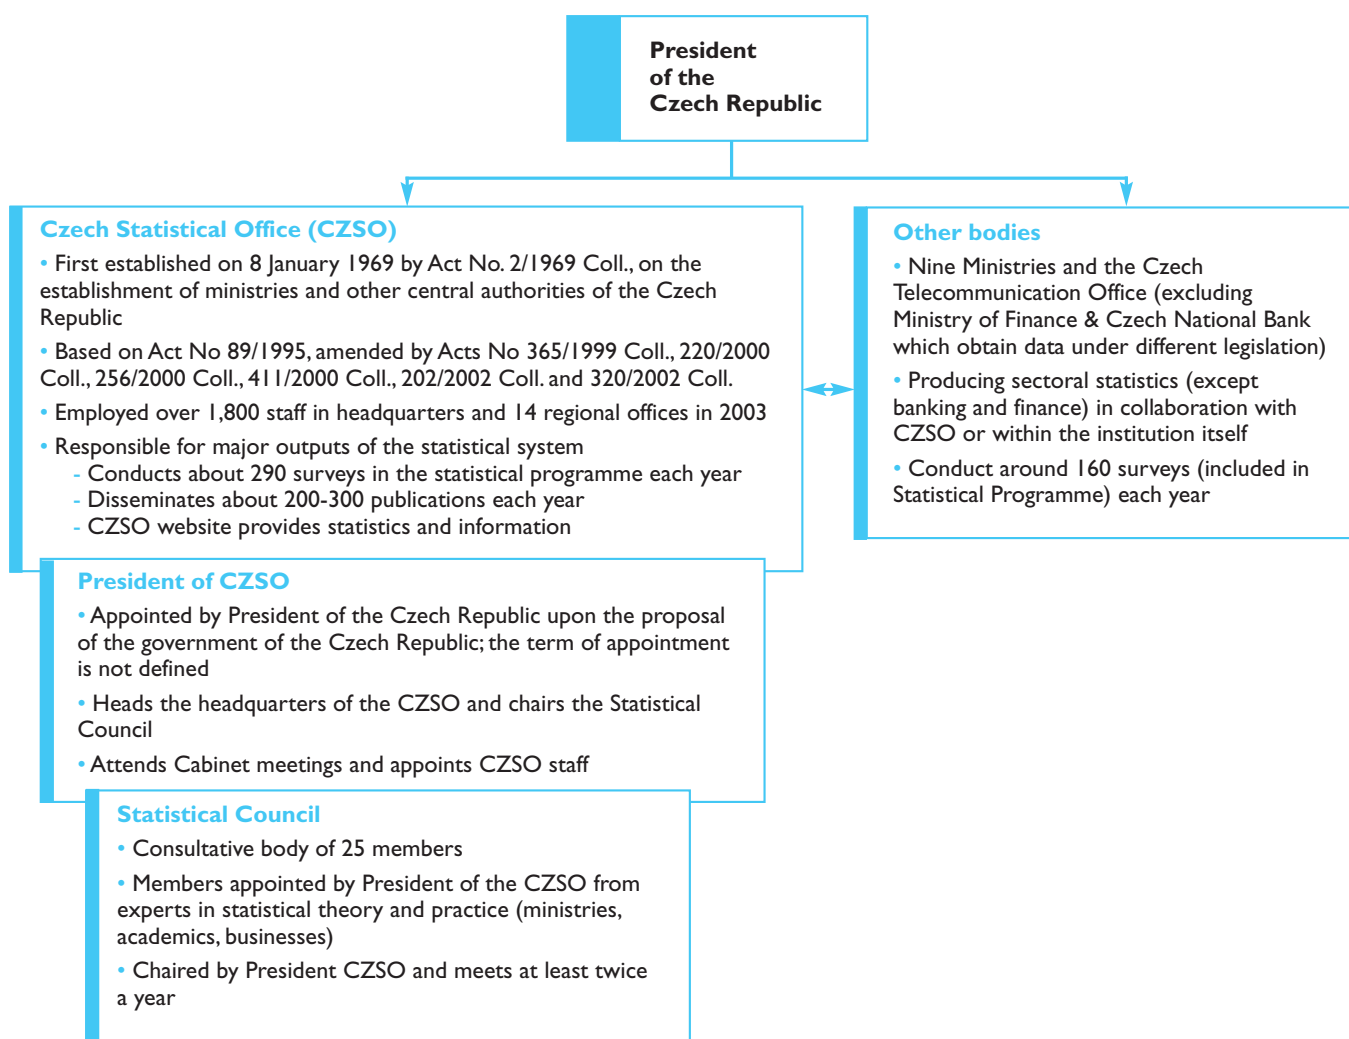 President
of the
Czech Republic
Czech Statistical Office (CZSO)
• First established on 8 January 1969 by Act No. 2/1969 Coll., on the
establishment of ministries and other central authorities of the Czech
Republic
• Based on Act No 89/1995, amended by Acts No 365/1999 Coll., 220/2000
Coll., 256/2000 Coll., 411/2000 Coll., 202/2002 Coll. and 320/2002 Coll.
• Employed over 1,800 staff in headquarters and 14 regional offices in 2003
• Responsible for major outputs of the statistical system
- Conducts about 290 surveys in the statistical programme each year
- Disseminates about 200-300 publications each year
- CZSO website provides statistics and information
Other bodies
• Nine Ministries and the Czech
Telecommunication Office (excluding
Ministry of Finance & Czech National Bank
which obtain data under different legislation)
• Producing sectoral statistics (except
banking and finance) in collaboration with
CZSO or within the institution itself
• Conduct around 160 surveys (included in
Statistical Programme) each year
President of CZSO
• Appointed by President of the Czech Republic upon the proposal
of the government of the Czech Republic; the term of appointment
is not defined
• Heads the headquarters of the CZSO and chairs the Statistical
Council
• Attends Cabinet meetings and appoints CZSO staff
Statistical Council
• Consultative body of 25 members
• Members appointed by President of the CZSO from
experts in statistical theory and practice (ministries,
academics, businesses)
• Chaired by President CZSO and meets at least twice
a year